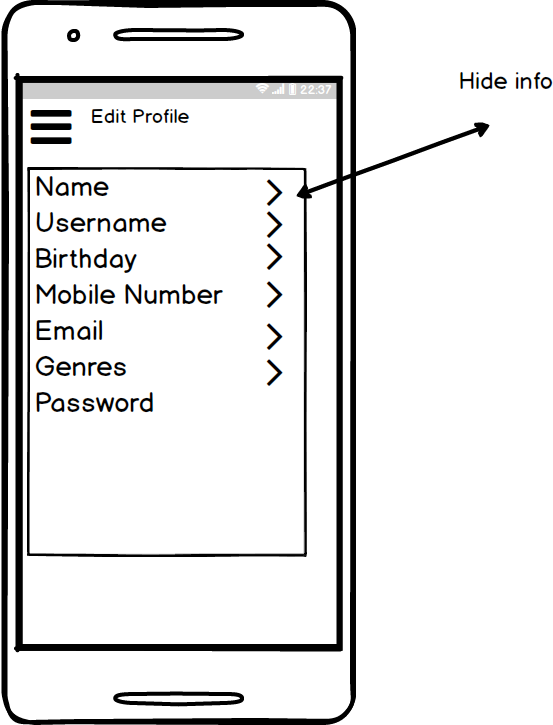 22:37
Hide info
Edit Profile
Name
Username
Birthday
Mobile Number
Email
Genres
Password